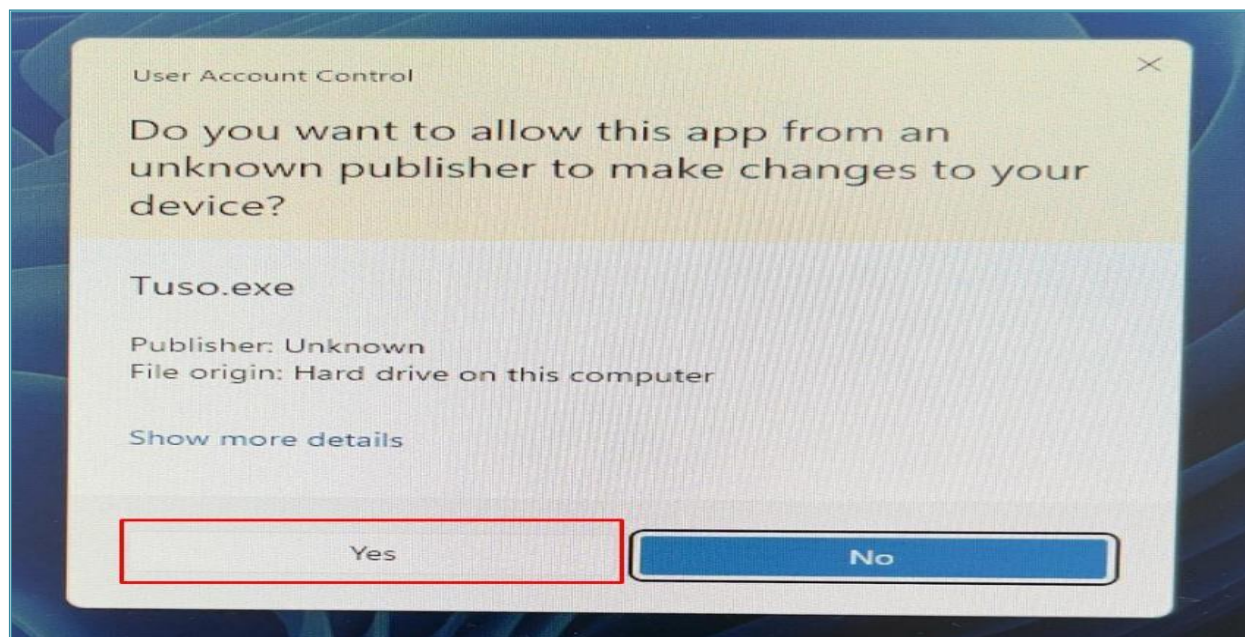 User Account Control
Do you want to allow this app from an
unknown publisher to make changes to your
device?
Tuso.exe
Publisher: Unknown
File origin: Hard drive on this computer
Show more details
Yes
No